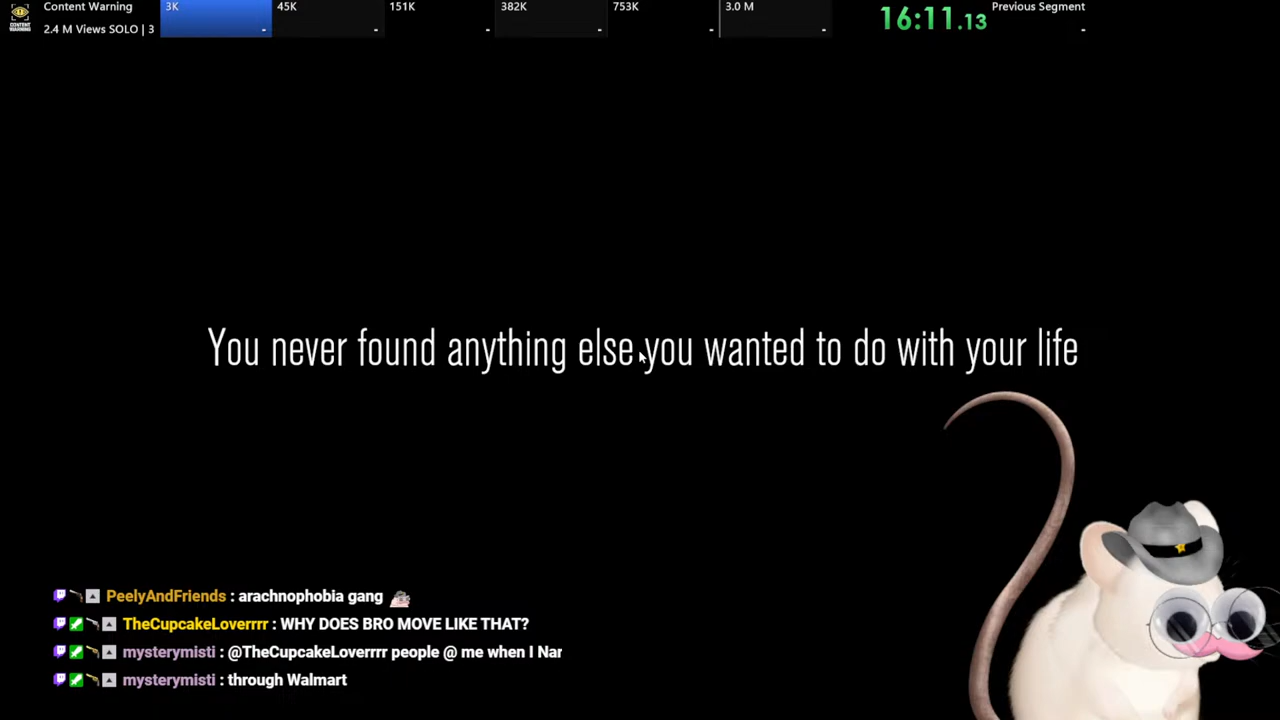 Content Warning
2.4 M Views SOLO | 3
3K
-
45K
-
151K
-
382K
-
753K
-
3.0 M
-
16:11.13
Previous Segment
-
You never found anything else you wanted to do with your life
PeelyAndFriends : arachnophobia gang
TheCupcakeLoverrrr : WHY DOES BRO MOVE LIKE THAT?
mysterymisti : @TheCupcakeLoverrrr people @ me when I Nar
mysterymisti : through Walmart